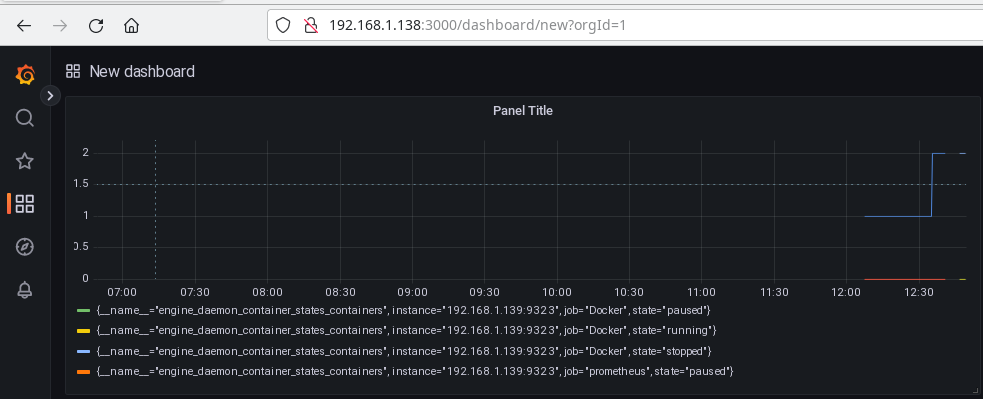 192.168.1.138:3000/dashboard/new?orgId=1
New dashboard
Panel Title
2
1.5
1
0.5
0
07:00 07:30 08:00 08:30 09:00 09:30 10:00 10:30 11:00 11:30 12:00 12:30
{__name__="engine_daemon_container_states_containers", instance="192.168.1.139:9323", job="Docker", state="paused"}
{__name__="engine_daemon_container_states_containers", instance="192.168.1.139:9323", job="Docker", state="running"}
{__name__="engine_daemon_container_states_containers", instance="192.168.1.139:9323", job="Docker", state="stopped"}
{__name__="engine_daemon_container_states_containers", instance="192.168.1.139:9323", job="prometheus", state="paused"}